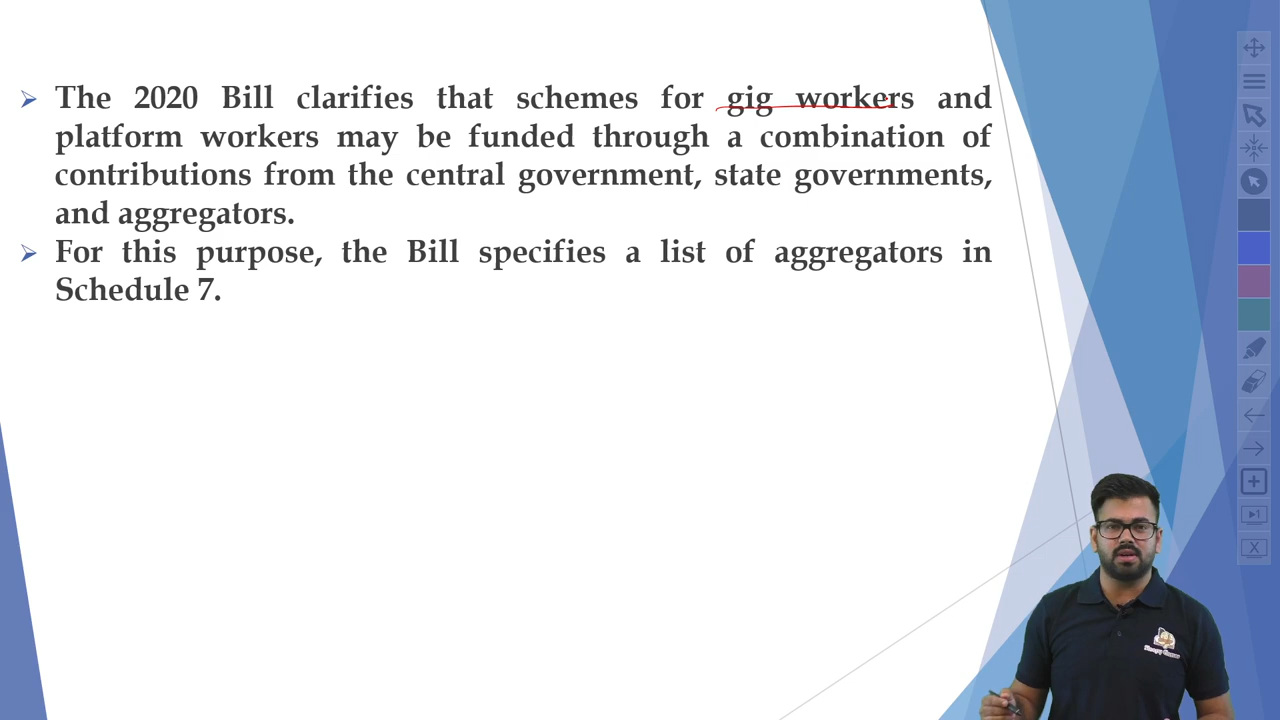 The 2020 Bill clarifies that schemes for gig workers and
platform workers may be funded through a combination of
contributions from the central government, state governments,
and aggregators.
For this purpose, the Bill specifies a list of aggregators in
Schedule 7.